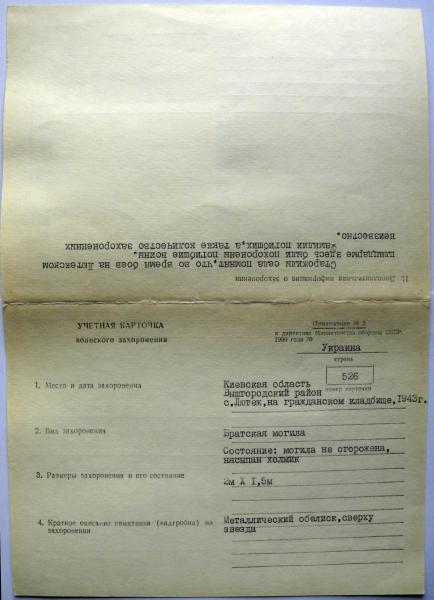 11. Дополнительная информация о захоронении
Старожилы села помнят, что во время боев на Лютежском
плацдарме здесь были похоронены погибшие воины.
Фамилии погибших, а также количество захороненных
неизвестно.
УЧЕТНАЯ КАРТОЧКА
воинского захоронения
Приложение № 3
к директиве Министерства обороны СССР
1990 года №
Украина
страна
526
номер карточки
1. Место и дата захоронения
Киевская область
Вышгородский район
с.Лютеж, на гражданском кладбище, 1943г.
2. Вид захоронения
Братская могила
Состояние: могила не огорожена,
насыпан холмик
3. Размеры захоронения и его состояние
2м X I,5м
4. Краткое описание памятника (надгробия) на
захоронении
Металлический обелиск, сверху
звезда